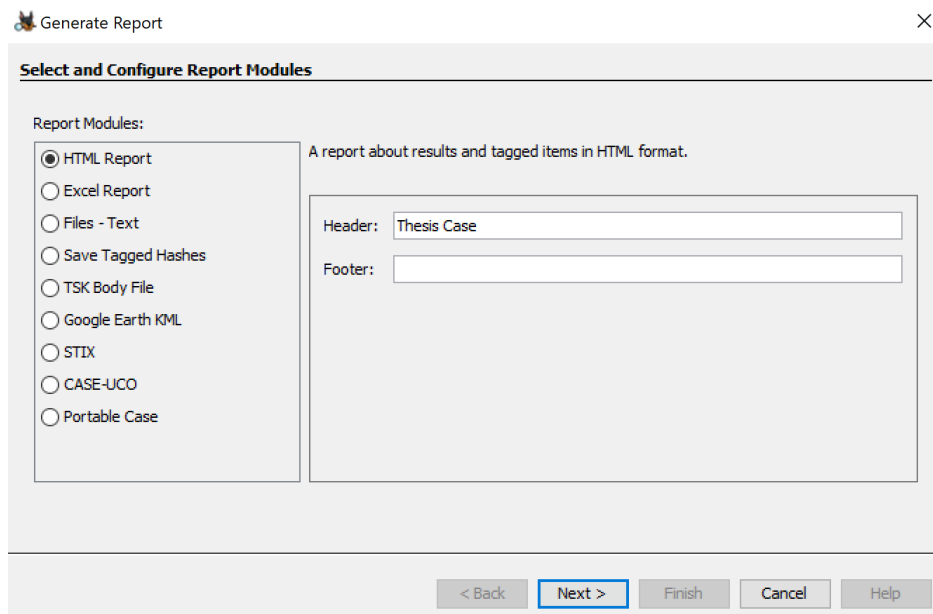 Generate Report
Select and Configure Report Modules
Report Modules:
HTML Report
Excel Report
Files - Text
Save Tagged Hashes
TSK Body File
Google Earth KML
STIX
CASE-UCO
Portable Case
A report about results and tagged items in HTML format.
Header: Thesis Case
Footer:
< Back Next > Finish Cancel Help